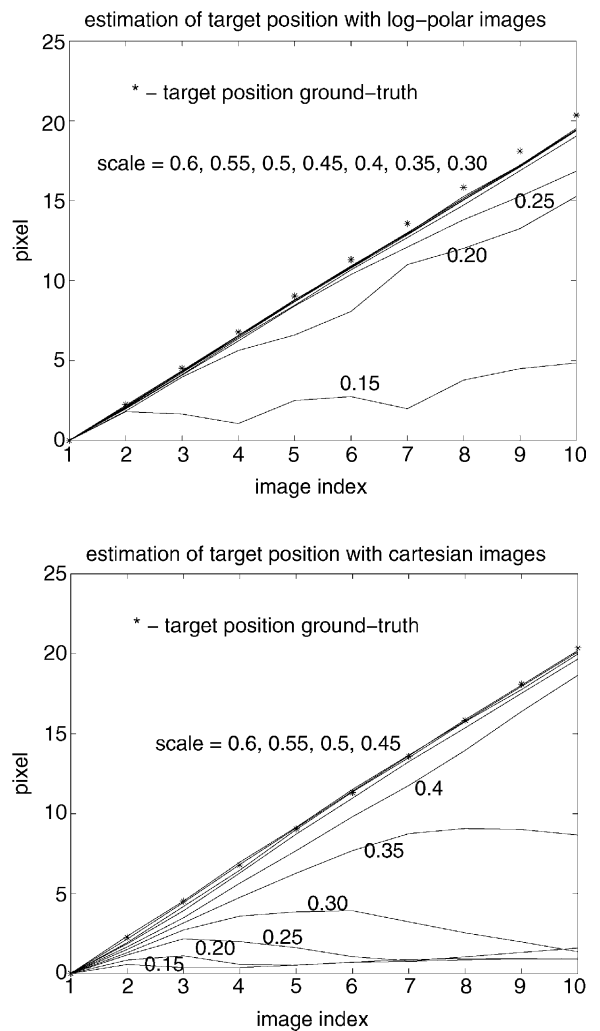 estimation of target position with log−polar images
25
* − target position ground−truth
20
scale = 0.6, 0.55, 0.5, 0.45, 0.4, 0.35, 0.30
15
0.25
pixel
0.20
10
5
0.15
0
1 2 3 4 5 6 7 8 9 10
image index
estimation of target position with cartesian images
25
* − target position ground−truth
20
scale = 0.6, 0.55, 0.5, 0.45
15
0.4
pixel
10
0.35
5
0.30
0.25
0.20
0.15
0
1 2 3 4 5 6 7 8 9 10
image index